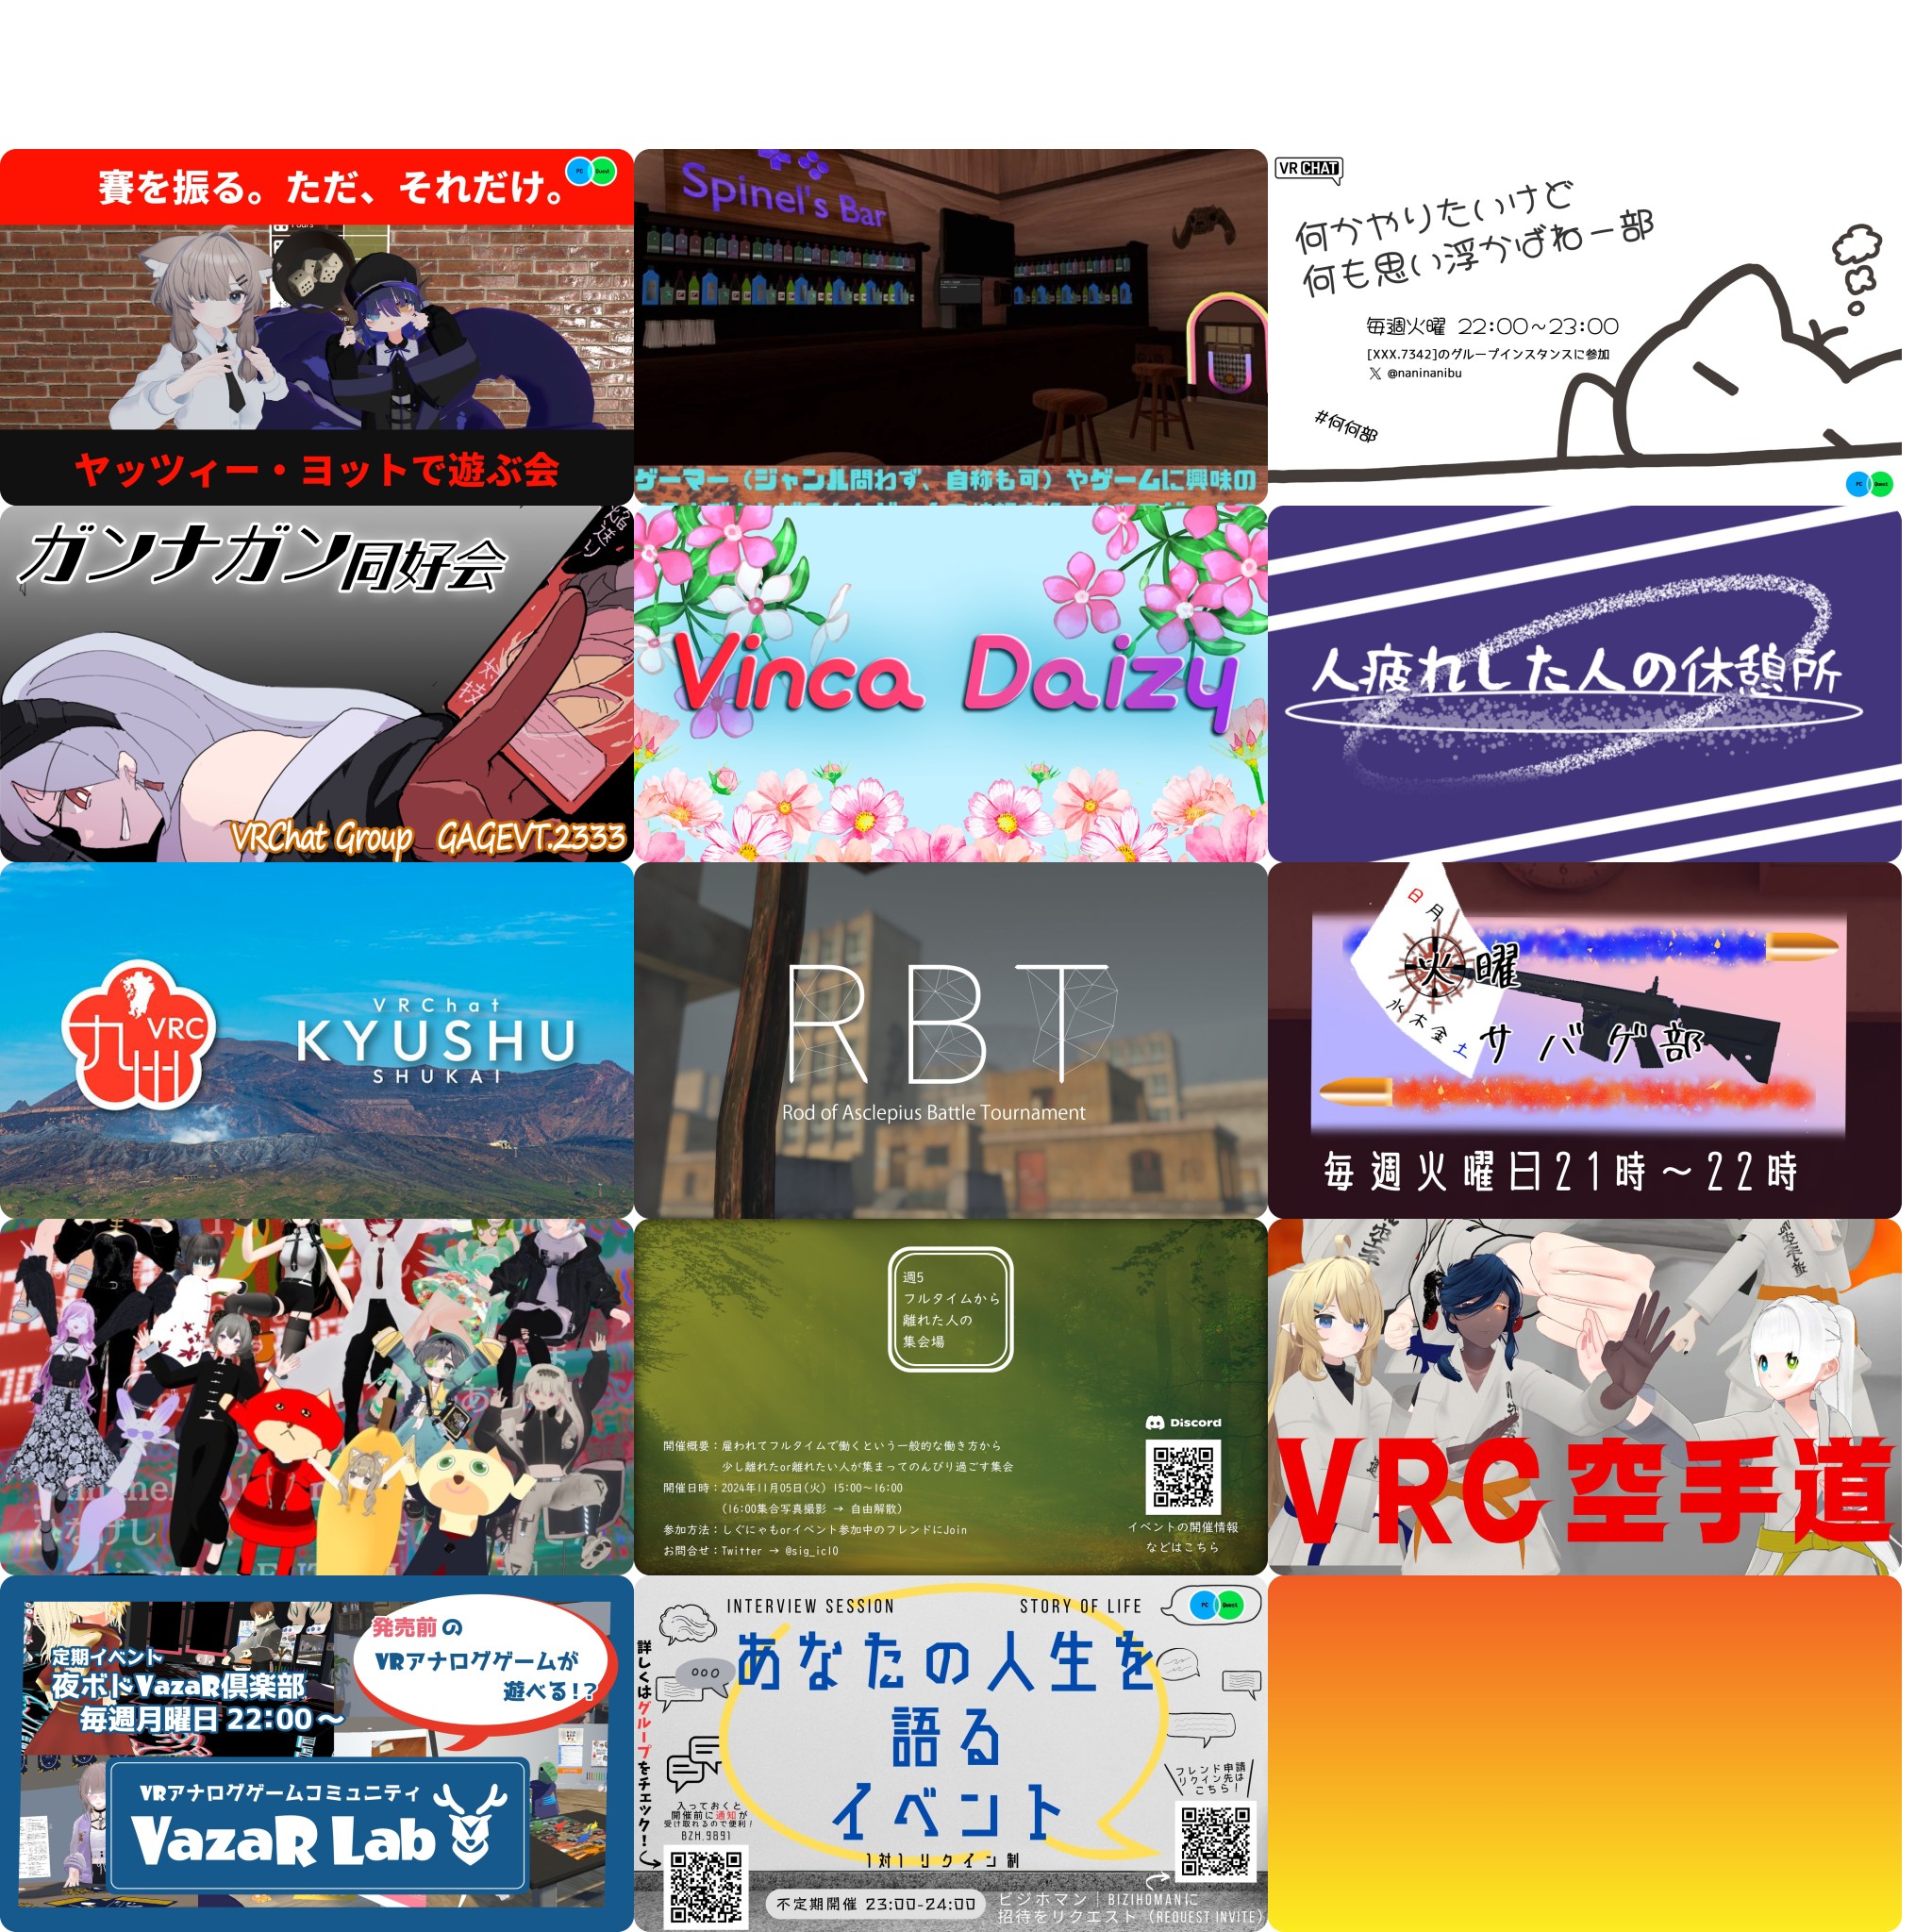 賽を振る。ただ、それだけ。
PC Quest
ヤッツィー・ヨットで遊ぶ会
Spinel's Bar
ゲーマー（ジャンル問わず、自称も可）やゲームに興味の
VRCHAT
何かやりたいけど
何も思い浮かばねー部
毎週火曜 22:00～23:00
[XXX.7342]のグループインスタンスに参加
X @naninanibu
#何何部
PC Quest
ガンナガン同好会
VRChat Group GAGEVT.2333
Vinca Daizy
人疲れした人の休憩所
九州 VRC
VRChat
KYUSHU
SHUKAI
RBT
Rod of Asclepius Battle Tournament
日月
火曜
水木金土
サバゲ部
毎週火曜日21時～22時
週5
フルタイムから
離れた人の
集会場
開催概要：雇われてフルタイムで働くという一般的な働き方から
少し離れたor離れたい人が集まってのんびり過ごす集会
開催日時：2024年11月05日(火) 15:00～16:00
(16:00集合写真撮影 → 自由解散)
参加方法：しぐにゃもorイベント参加中のフレンドにJoin
お問合せ：Twitter → @sig_icl0
Discord
イベントの開催情報
などはこちら
VRC空手道
定期イベント
夜ボドVazaR倶楽部
毎週月曜日 22:00～
発売前の
VRアナログゲームが
遊べる!?
VRアナログゲームコミュニティ
VazaR Lab
INTERVIEW SESSION
STORY OF LIFE
PC Quest
あなたの人生を
語る
イベント
1対1 リクイン制
詳しくはグループをチェック！
入っておくと
開催前に通知が
受け取れるので便利！
BZH.9891
フレンド申請
リクイン先は
こちら！
不定期開催 23:00-24:00
ビジホマン｜BIZIHOMANに
招待をリクエスト（REQUEST INVITE）